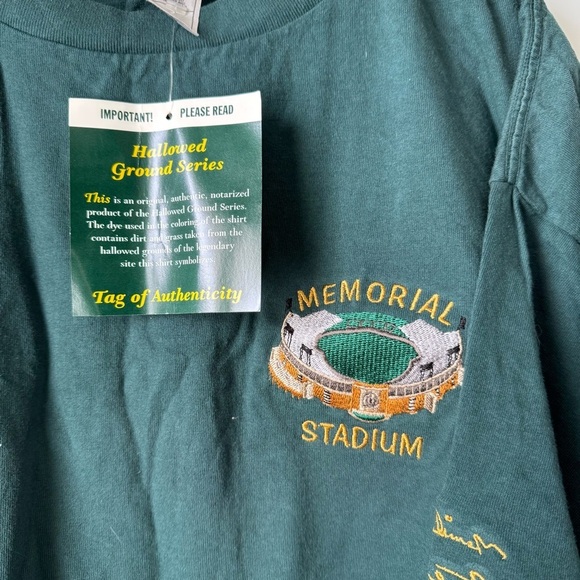 IMPORTANT! PLEASE READ
Hallowed
Ground Series
This is an original, authentic, notarized
product of the Hallowed Ground Series.
The dye used in the coloring of the shirt
contains dirt and grass taken from the
hallowed grounds of the legendary
site this shirt symbolizes.
Tag of Authenticity
MEMORIAL
STADIUM